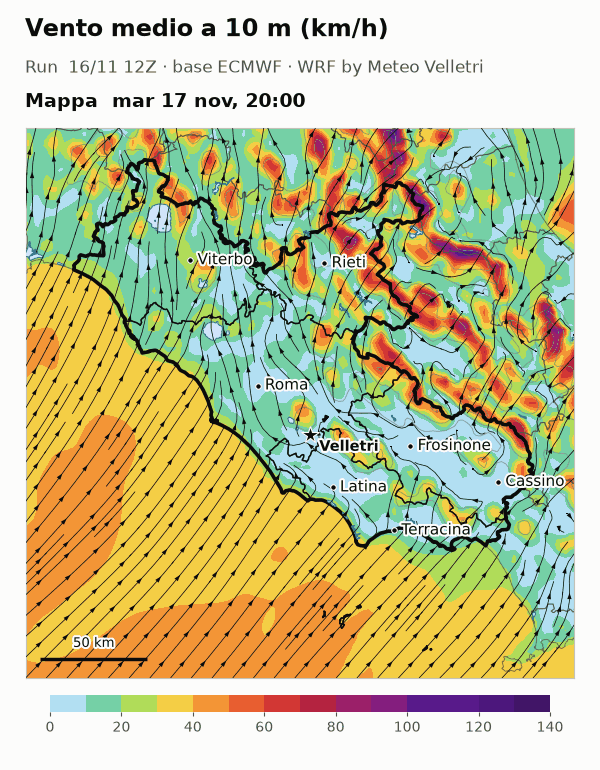 Vento medio a 10 m (km/h)
Run 16/11 12Z · base ECMWF · WRF by Meteo Velletri
Mappa mar 17 nov, 20:00
Viterbo
Rieti
Roma
Velletri
Frosinone
Cassino
Latina
Terracina
50 km
0 20 40 60 80 100 120 140